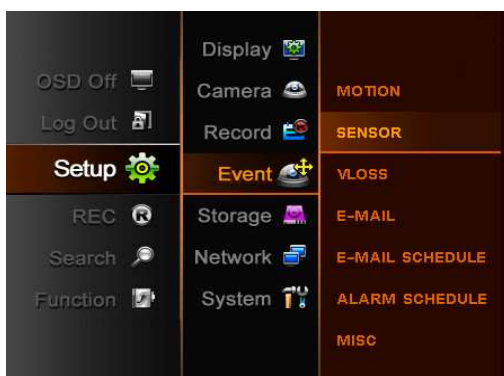 OSD Off
Log Out
Setup
REC
Search
Function
Display
Camera
Record
Event
Storage
Network
System
MOTION
SENSOR
VLOSS
E-MAIL
E-MAIL SCHEDULE
ALARM SCHEDULE
MISC